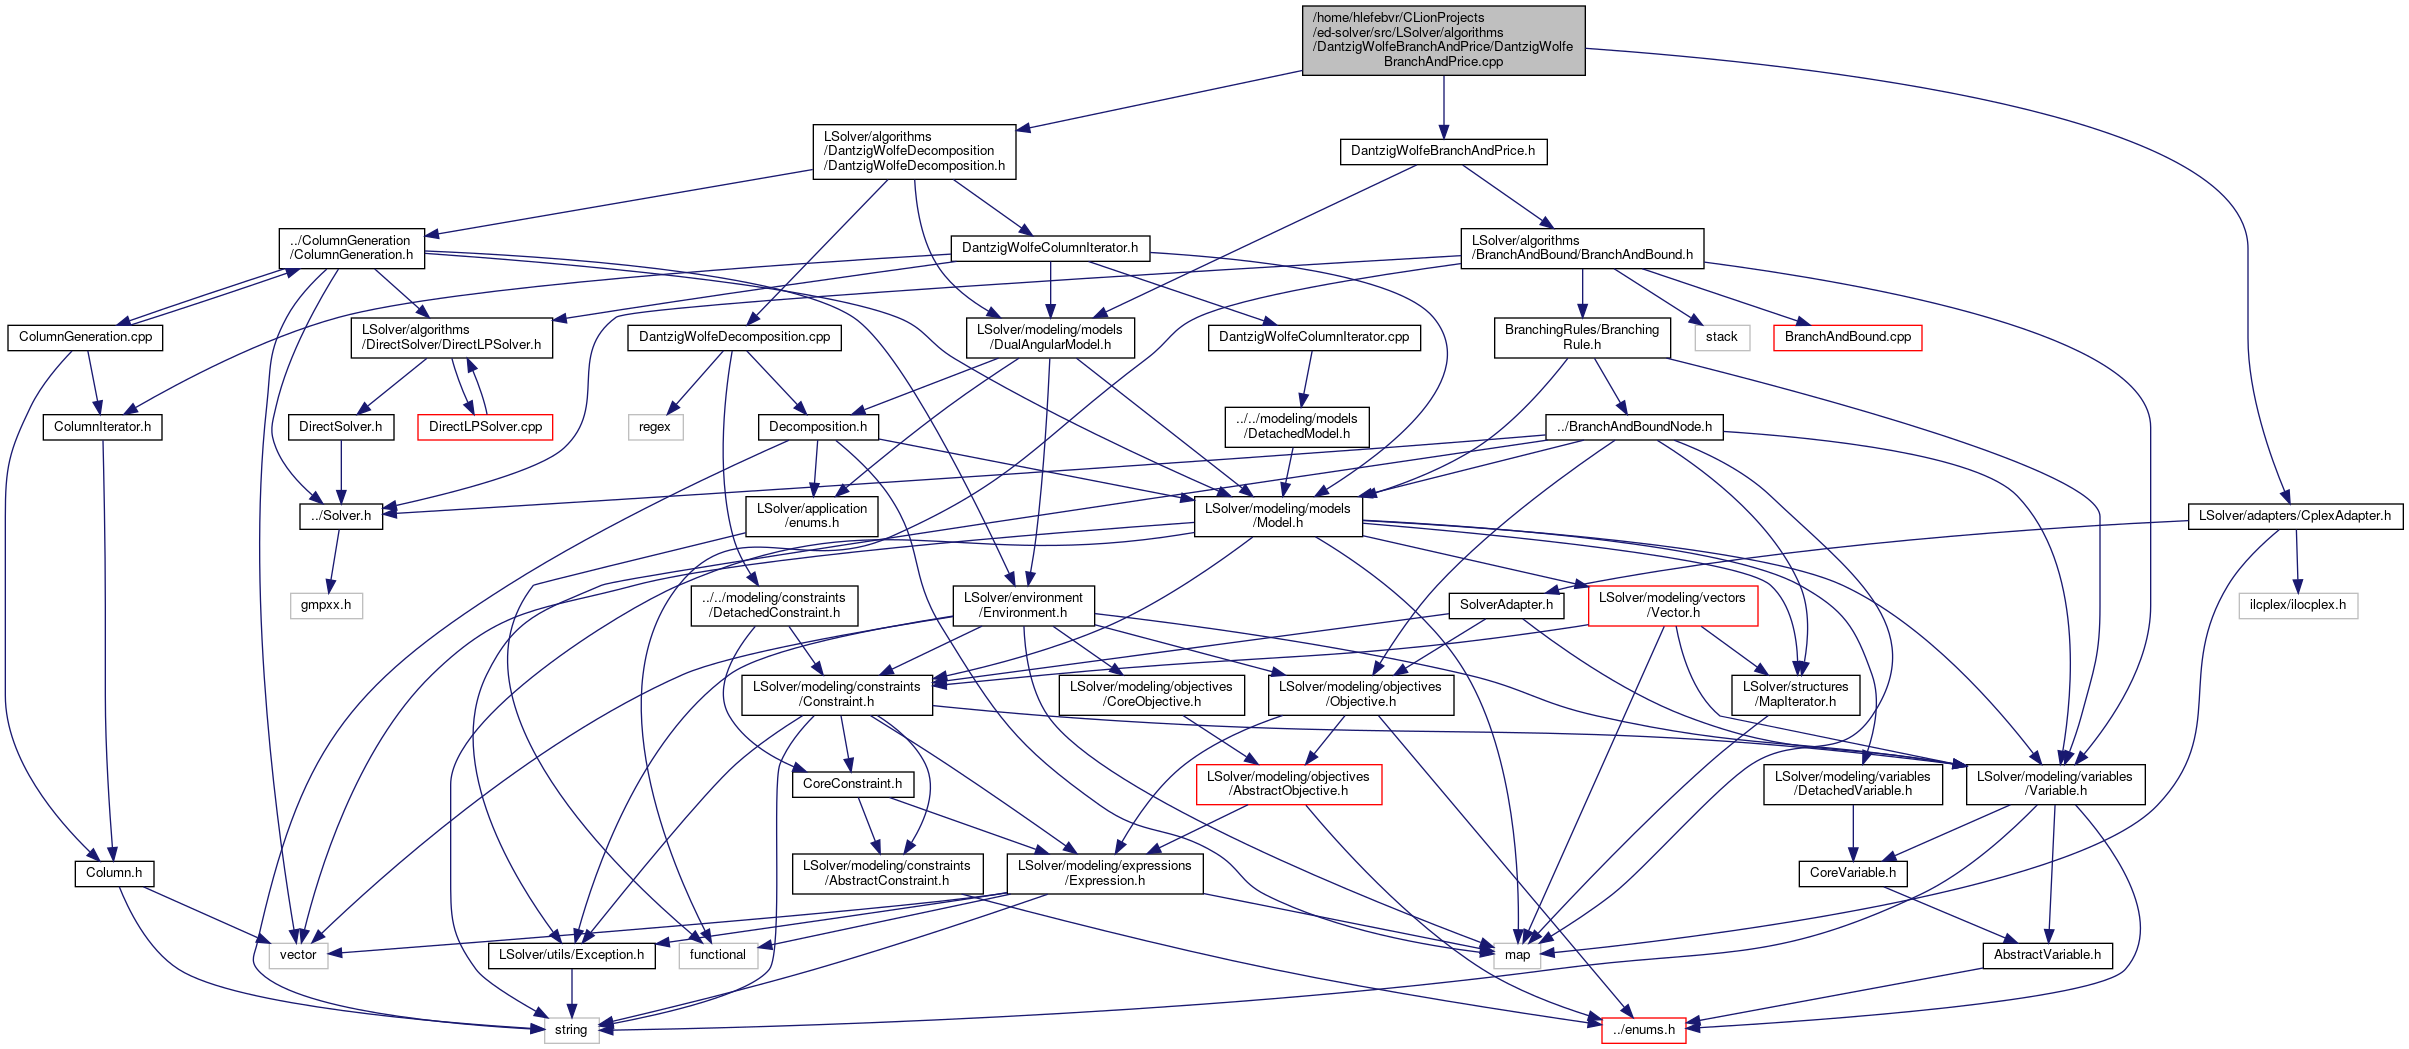 /home/hlefebvr/CLionProjects
/ed-solver/src/LSolver/algorithms
/DantzigWolfeBranchAndPrice/DantzigWolfe
BranchAndPrice.cpp
LSolver/algorithms
/DantzigWolfeDecomposition
/DantzigWolfeDecomposition.h
DantzigWolfeBranchAndPrice.h
../ColumnGeneration
/ColumnGeneration.h
DantzigWolfeColumnIterator.h
LSolver/algorithms
/BranchAndBound/BranchAndBound.h
ColumnGeneration.cpp
LSolver/algorithms
/DirectSolver/DirectLPSolver.h
DantzigWolfeDecomposition.cpp
LSolver/modeling/models
/DualAngularModel.h
DantzigWolfeColumnIterator.cpp
BranchingRules/Branching
Rule.h
stack
BranchAndBound.cpp
ColumnIterator.h
DirectSolver.h
DirectLPSolver.cpp
regex
Decomposition.h
../../modeling/models
/DetachedModel.h
../BranchAndBoundNode.h
../Solver.h
LSolver/application
/enums.h
LSolver/modeling/models
/Model.h
LSolver/adapters/CplexAdapter.h
gmpxx.h
../../modeling/constraints
/DetachedConstraint.h
LSolver/environment
/Environment.h
SolverAdapter.h
LSolver/modeling/vectors
/Vector.h
ilcplex/ilocplex.h
LSolver/modeling/constraints
/Constraint.h
LSolver/modeling/objectives
/CoreObjective.h
LSolver/modeling/objectives
/Objective.h
LSolver/structures
/MapIterator.h
CoreConstraint.h
LSolver/modeling/objectives
/AbstractObjective.h
LSolver/modeling/variables
/DetachedVariable.h
LSolver/modeling/variables
/Variable.h
Column.h
LSolver/modeling/constraints
/AbstractConstraint.h
LSolver/modeling/expressions
/Expression.h
CoreVariable.h
vector
LSolver/utils/Exception.h
functional
map
AbstractVariable.h
string
../enums.h